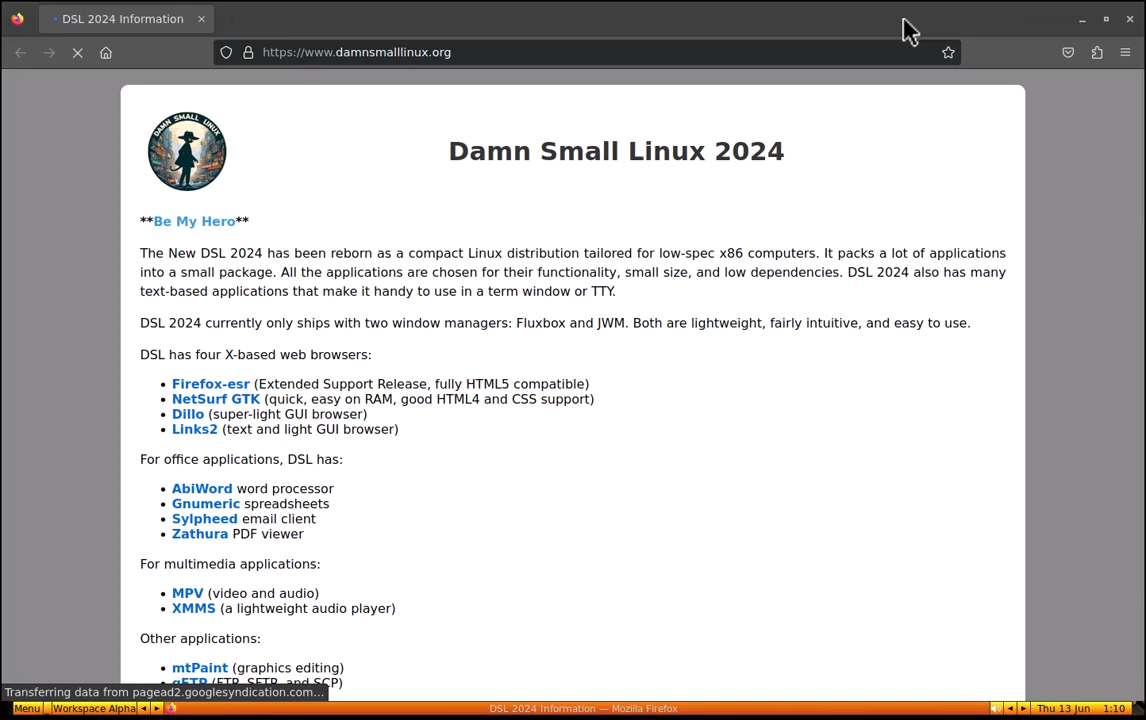 DSL 2024 Information
https://www.damnsmalllinux.org
DAMN SMALL LINUX
Damn Small Linux 2024
**Be My Hero**
The New DSL 2024 has been reborn as a compact Linux distribution tailored for low-spec x86 computers. It packs a lot of applications
into a small package. All the applications are chosen for their functionality, small size, and low dependencies. DSL 2024 also has many
text-based applications that make it handy to use in a term window or TTY.
DSL 2024 currently only ships with two window managers: Fluxbox and JWM. Both are lightweight, fairly intuitive, and easy to use.
DSL has four X-based web browsers:
• Firefox-esr (Extended Support Release, fully HTML5 compatible)
• NetSurf GTK (quick, easy on RAM, good HTML4 and CSS support)
• Dillo (super-light GUI browser)
• Links2 (text and light GUI browser)
For office applications, DSL has:
• AbiWord word processor
• Gnumeric spreadsheets
• Sylpheed email client
• Zathura PDF viewer
For multimedia applications:
• MPV (video and audio)
• XMMS (a lightweight audio player)
Other applications:
• mtPaint (graphics editing)
• gFTP (FTP, SFTP, and SCP)
Transferring data from pagead2.googlesyndication.com...
Menu Workspace Alpha DSL 2024 Information — Mozilla Firefox Thu 13 Jun 1:10